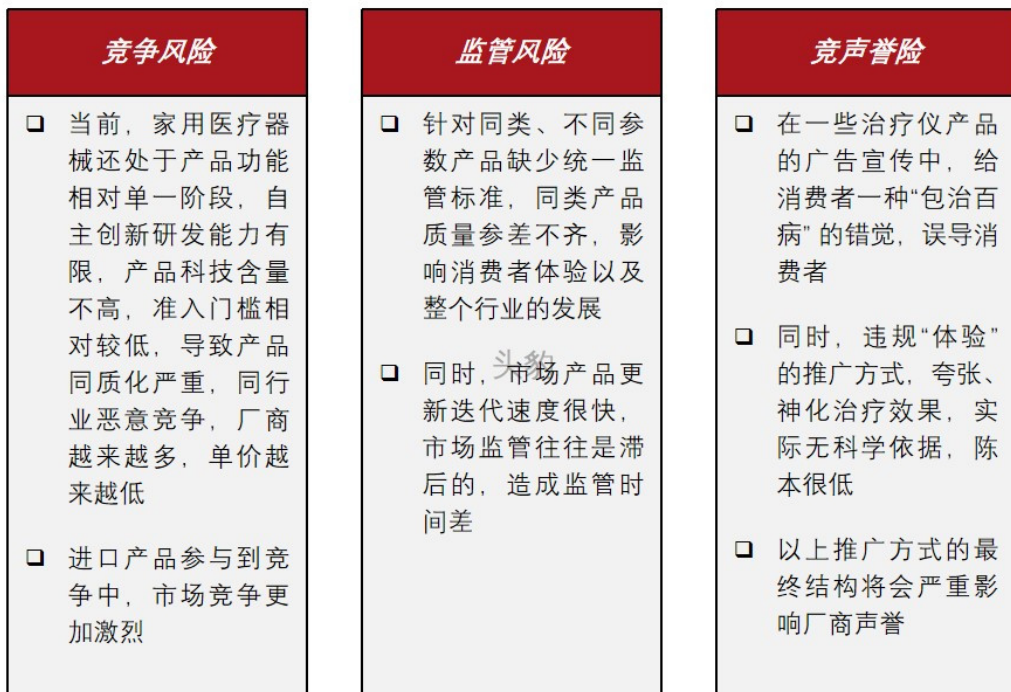 竞争风险
当前，家用医疗器
械还处于产品功能
相对单一阶段，自
主创新研发能力有
限，产品科技含量
不高，准入门槛相
对较低，导致产品
同质化严重，同行
业恶意竞争，厂商
越来越多，单价越
来越低
进口产品参与到竞
争中，市场竞争更
加激烈
监管风险
针对同类、不同参
数产品缺少统一监
管标准，同类产品
质量参差不齐，影
响消费者体验以及
整个行业的发展
同时，市场产品更
新迭代速度很快，
市场监管往往是滞
后的，造成监管时
间差
头豹
竞声誉险
在一些治疗仪产品
的广告宣传中，给
消费者一种“包治百
病” 的错觉，误导消
费者
同时，违规“体验”
的推广方式，夸张、
神化治疗效果，实
际无科学依据，陈
本很低
以上推广方式的最
终结构将会严重影
响厂商声誉